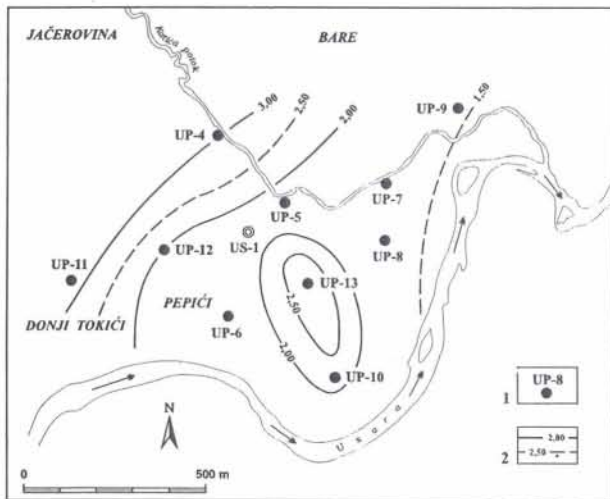 JAČEROVINA
BARE
potok
3,00
2,50
2,00
1,50
UP-9
UP-4
UP-7
UP-5
US-1
UP-8
UP-12
UP-11
UP-13
2,50
PEPIĆI
DONJI TOKIĆI
UP-6
2,00
UP-10
UP-8
1
N
Usara
2,00
2
2,50
0
500 m